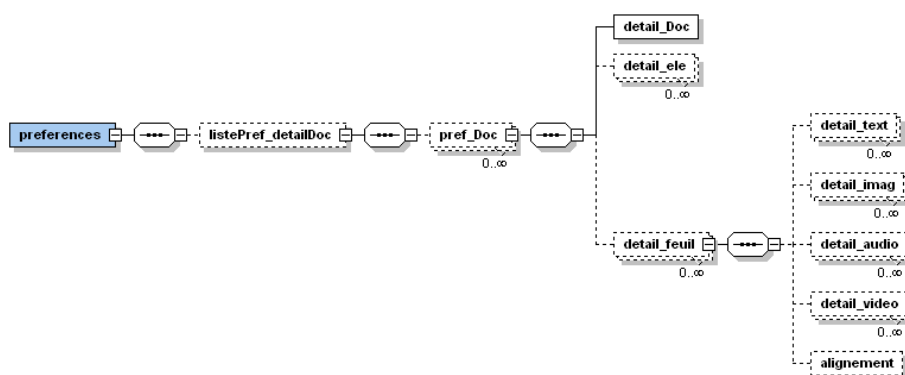 detail_Doc
detail_ele
0..∞
preferences
listePref_detailDoc
pref_Doc
0..∞
detail_feuil
0..∞
detail_text
0..∞
detail_imag
0..∞
detail_audio
0..∞
detail_video
0..∞
alignement